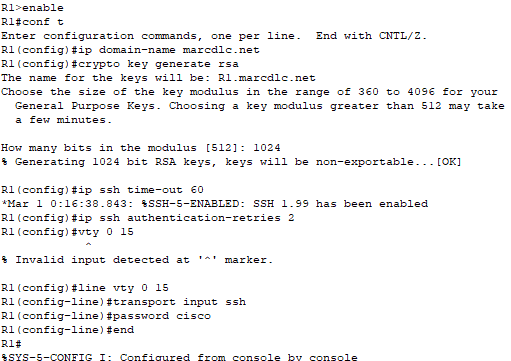 R1>enable
R1#conf t
Enter configuration commands, one per line.  End with CNTL/Z.
R1(config)#ip domain-name marcdlc.net
R1(config)#crypto key generate rsa
The name for the keys will be: R1.marcdlc.net
Choose the size of the key modulus in the range of 360 to 4096 for your
  General Purpose Keys. Choosing a key modulus greater than 512 may take
  a few minutes.

How many bits in the modulus [512]: 1024
% Generating 1024 bit RSA keys, keys will be non-exportable...[OK]

R1(config)#ip ssh time-out 60
*Mar 1 0:16:38.843: %SSH-5-ENABLED: SSH 1.99 has been enabled
R1(config)#ip ssh authentication-retries 2
R1(config)#vty 0 15
            ^
% Invalid input detected at '^' marker.

R1(config)#line vty 0 15
R1(config-line)#transport input ssh
R1(config-line)#password cisco
R1(config-line)#end
R1#
%SYS-5-CONFIG_I: Configured from console by console